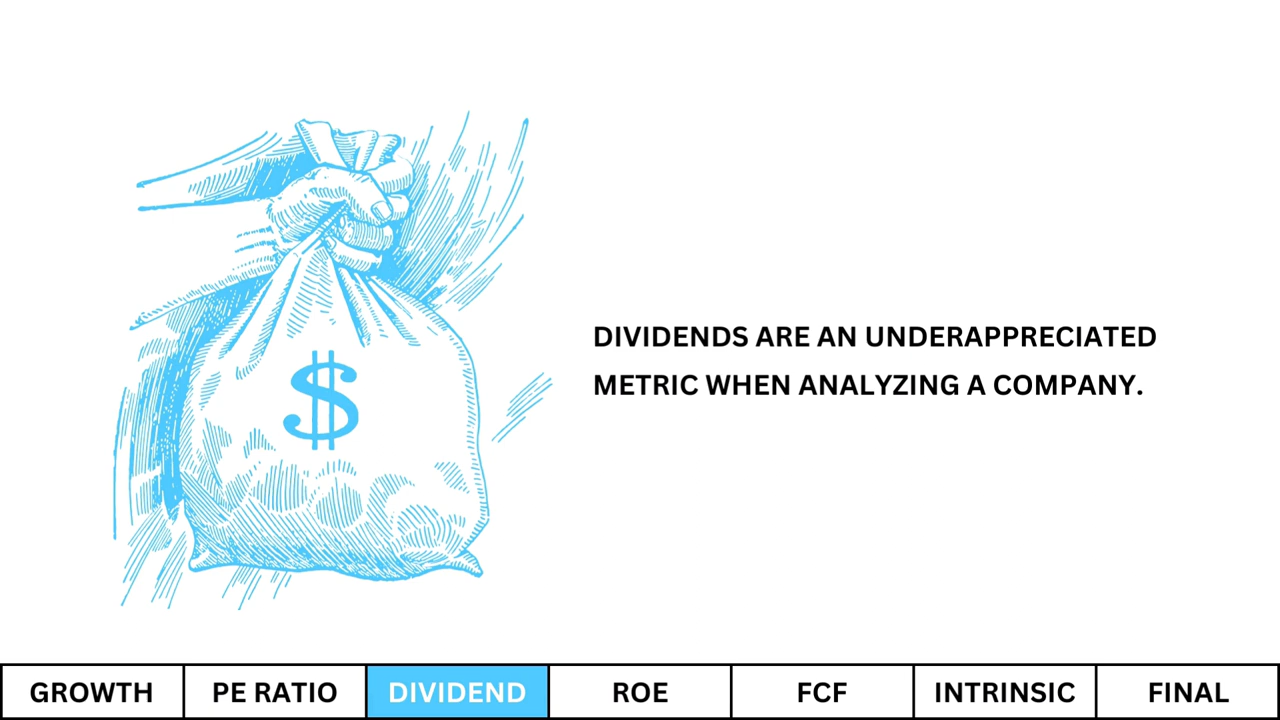 $
DIVIDENDS ARE AN UNDERAPPRECIATED
METRIC WHEN ANALYZING A COMPANY.
GROWTH PE RATIO DIVIDEND ROE FCF INTRINSIC FINAL